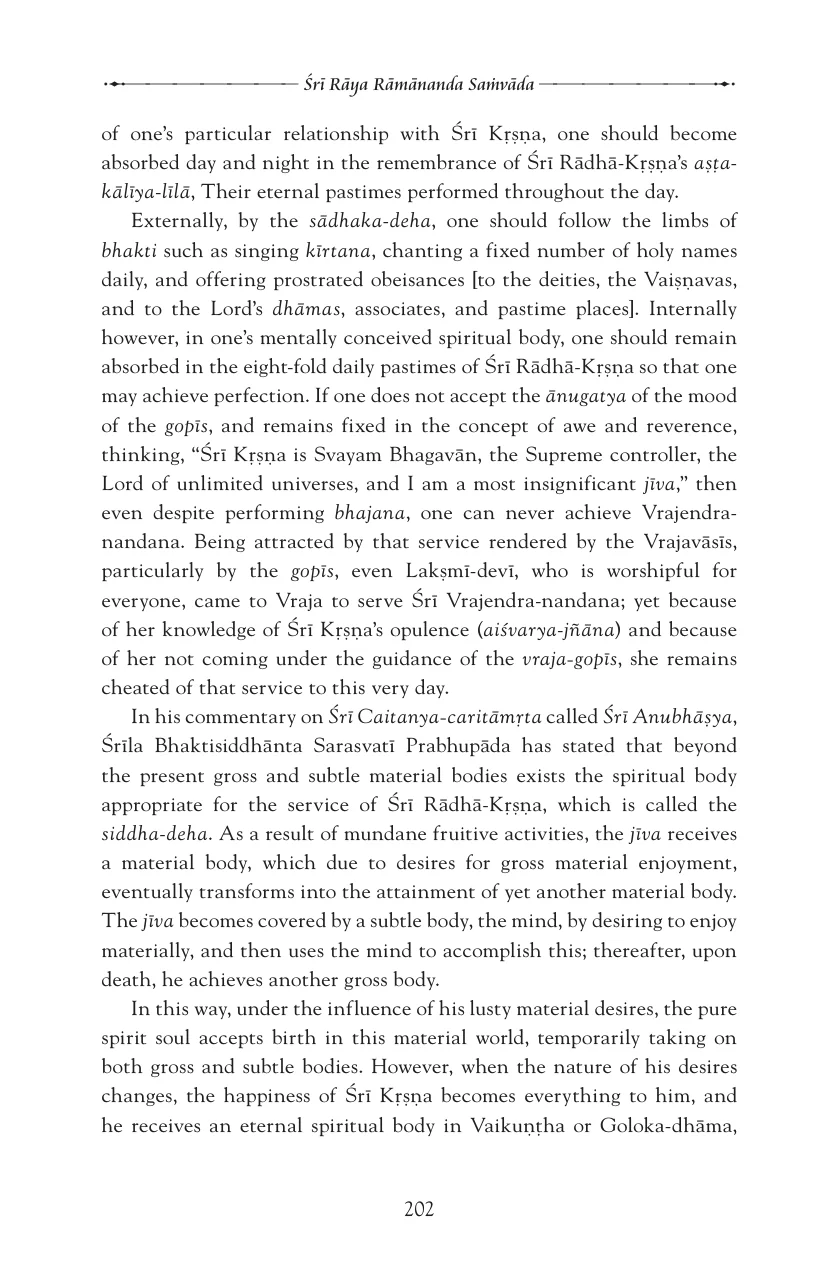 Śrī Rāya Rāmānanda Saṁvāda
of one’s particular relationship with Śrī Kṛṣṇa, one should become
absorbed day and night in the remembrance of Śrī Rādhā-Kṛṣṇa’s aṣṭa-
kālīya-līlā, Their eternal pastimes performed throughout the day.
Externally, by the sādhaka-deha, one should follow the limbs of
bhakti such as singing kīrtana, chanting a fixed number of holy names
daily, and offering prostrated obeisances [to the deities, the Vaiṣṇavas,
and to the Lord’s dhāmas, associates, and pastime places]. Internally
however, in one’s mentally conceived spiritual body, one should remain
absorbed in the eight-fold daily pastimes of Śrī Rādhā-Kṛṣṇa so that one
may achieve perfection. If one does not accept the ānugatya of the mood
of the gopīs, and remains fixed in the concept of awe and reverence,
thinking, “Śrī Kṛṣṇa is Svayam Bhagavān, the Supreme controller, the
Lord of unlimited universes, and I am a most insignificant jīva,” then
even despite performing bhajana, one can never achieve Vrajendra-
nandana. Being attracted by that service rendered by the Vrajavāsīs,
particularly by the gopīs, even Lakṣmī-devī, who is worshipful for
everyone, came to Vraja to serve Śrī Vrajendra-nandana; yet because
of her knowledge of Śrī Kṛṣṇa’s opulence (aiśvarya-jñāna) and because
of her not coming under the guidance of the vraja-gopīs, she remains
cheated of that service to this very day.
In his commentary on Śrī Caitanya-caritāmṛta called Śrī Anubhāṣya,
Śrīla Bhaktisiddhānta Sarasvatī Prabhupāda has stated that beyond
the present gross and subtle material bodies exists the spiritual body
appropriate for the service of Śrī Rādhā-Kṛṣṇa, which is called the
siddha-deha. As a result of mundane fruitive activities, the jīva receives
a material body, which due to desires for gross material enjoyment,
eventually transforms into the attainment of yet another material body.
The jīva becomes covered by a subtle body, the mind, by desiring to enjoy
materially, and then uses the mind to accomplish this; thereafter, upon
death, he achieves another gross body.
In this way, under the influence of his lusty material desires, the pure
spirit soul accepts birth in this material world, temporarily taking on
both gross and subtle bodies. However, when the nature of his desires
changes, the happiness of Śrī Kṛṣṇa becomes everything to him, and
he receives an eternal spiritual body in Vaikuṇṭha or Goloka-dhāma,
202